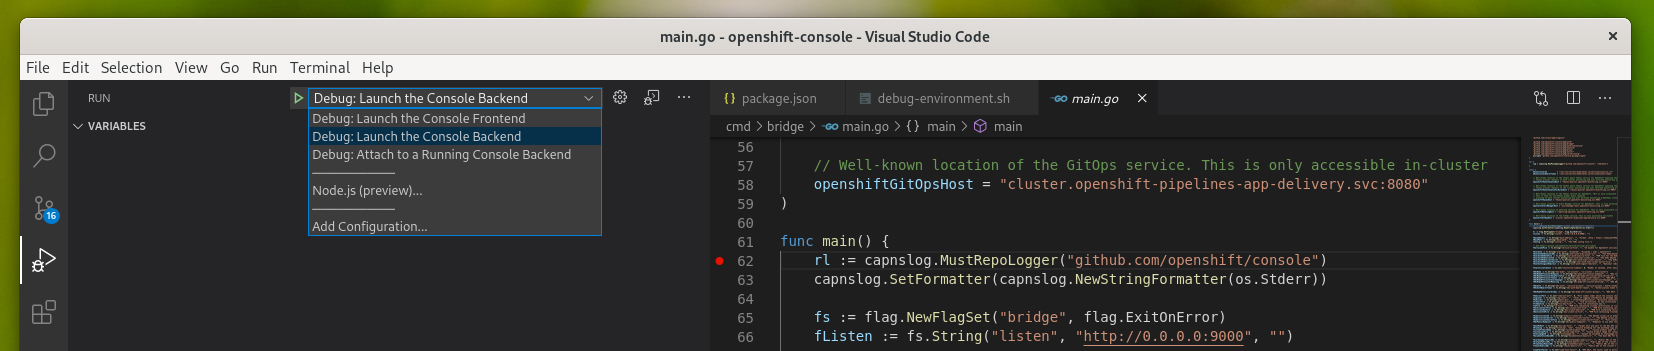 main.go - openshift-console - Visual Studio Code
File Edit Selection View Go Run Terminal Help
RUN
Debug: Launch the Console Backend
Debug: Launch the Console Frontend
Debug: Launch the Console Backend
Debug: Attach to a Running Console Backend
Node.js (preview)...
Add Configuration...
VARIABLES
16
{} package.json
debug-environment.sh
GO main.go
cmd > bridge > GO main.go > {} main > main
56
57 // Well-known location of the GitOps service. This is only accessible in-cluster
58 openshiftGitOpsHost = "cluster.openshift-pipelines-app-delivery.svc:8080"
59 )
60
61 func main() {
62 rl := capnslog.MustRepoLogger("github.com/openshift/console")
63 capnslog.SetFormatter(capnslog.NewStringFormatter(os.Stderr))
64
65 fs := flag.NewFlagSet("bridge", flag.ExitOnError)
66 fListen := fs.String("listen", "http://0.0.0.0:9000", "")